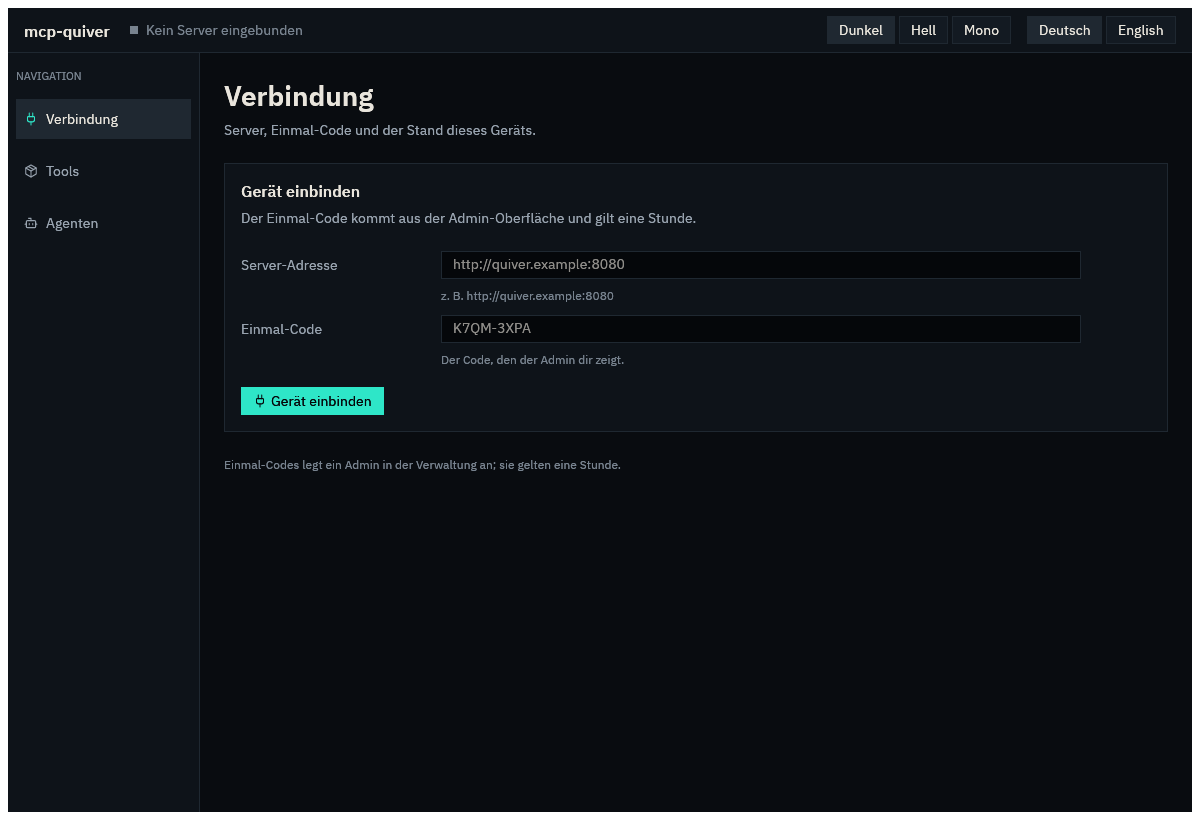 mcp-quiver
Kein Server eingebunden
Dunkel
Hell
Mono
Deutsch
English
NAVIGATION
Verbindung
Tools
Agenten
Verbindung
Server, Einmal-Code und der Stand dieses Geräts.
Gerät einbinden
Der Einmal-Code kommt aus der Admin-Oberfläche und gilt eine Stunde.
Server-Adresse
http://quiver.example:8080
z. B. http://quiver.example:8080
Einmal-Code
K7QM-3XPA
Der Code, den der Admin dir zeigt.
Gerät einbinden
Einmal-Codes legt ein Admin in der Verwaltung an; sie gelten eine Stunde.